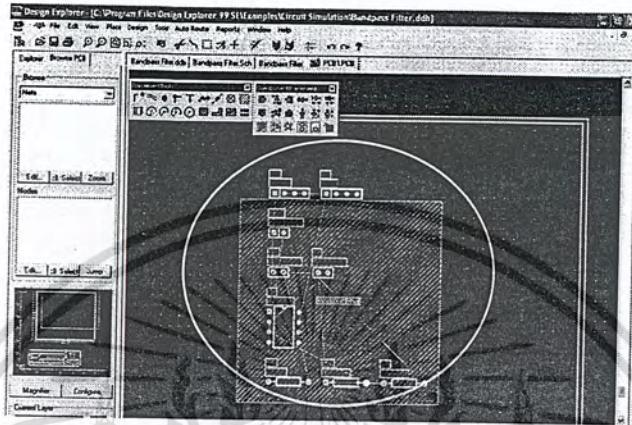 Design Explorer - [C:\Program Files\Design Explorer 99 SE\Examples\Circuit Simulation\Bandpass Filter.ddb]
File Edit View Place Design Tools Auto Route Reports Window Help
Explorer Browse PCB
Bandpass Filter.ddb Bandpass Filter.Sch Bandpass Filter PCB1.PCB
Browse
Nets
Edit... Select Zoom
Nodes
Edit... Select Jump
Magnifier Configure
Current Layer